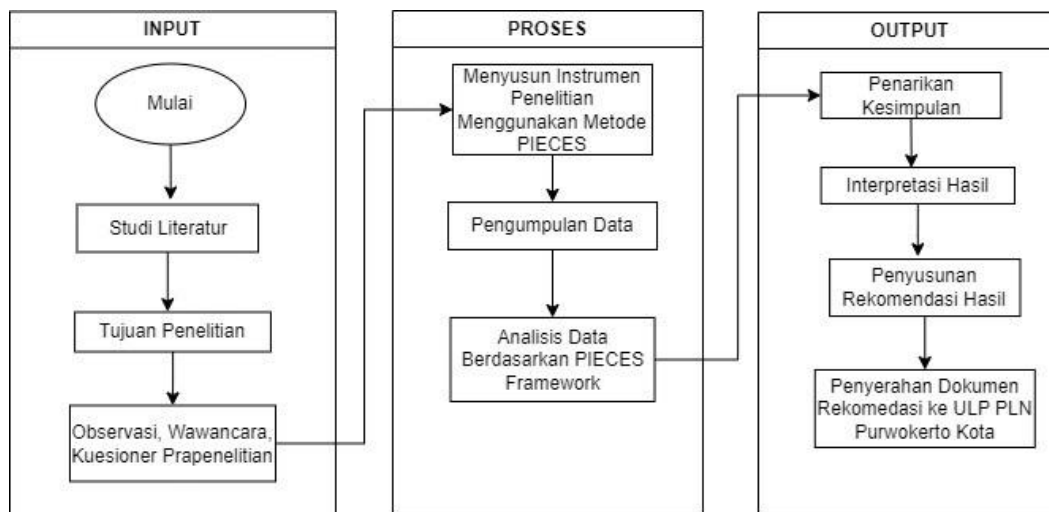 INPUT
Mulai
Studi Literatur
Tujuan Penelitian
Observasi, Wawancara,
Kuesioner Prapenelitian
PROSES
Menyusun Instrumen
Penelitian
Menggunakan Metode
PIECES
Pengumpulan Data
Analisis Data
Berdasarkan PIECES
Framework
OUTPUT
Penarikan
Kesimpulan
Interpretasi Hasil
Penyusunan
Rekomendasi Hasil
Penyerahan Dokumen
Rekomedasi ke ULP PLN
Purwokerto Kota